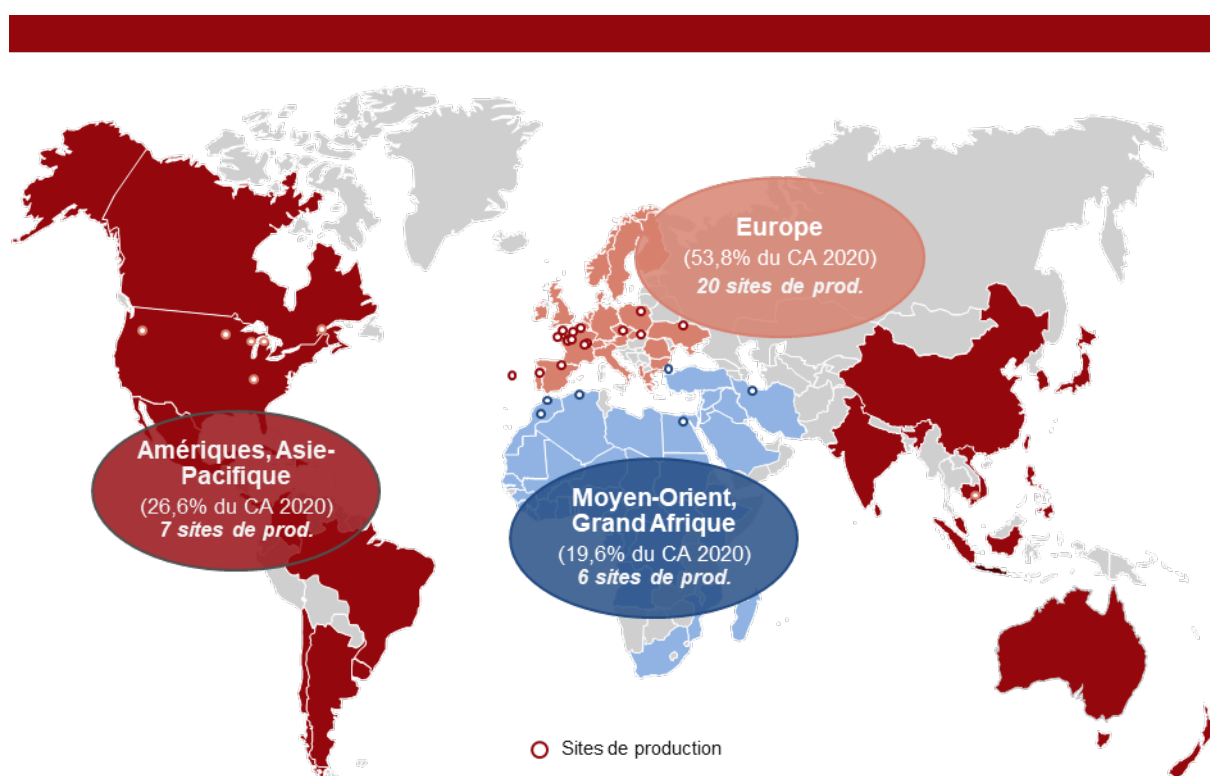 Europe
(53,8% du CA 2020)
20 sites de prod.
Amériques, Asie-
Pacifique
(26,6% du CA 2020)
7 sites de prod.
Moyen-Orient,
Grand Afrique
(19,6% du CA 2020)
6 sites de prod.
Sites de production